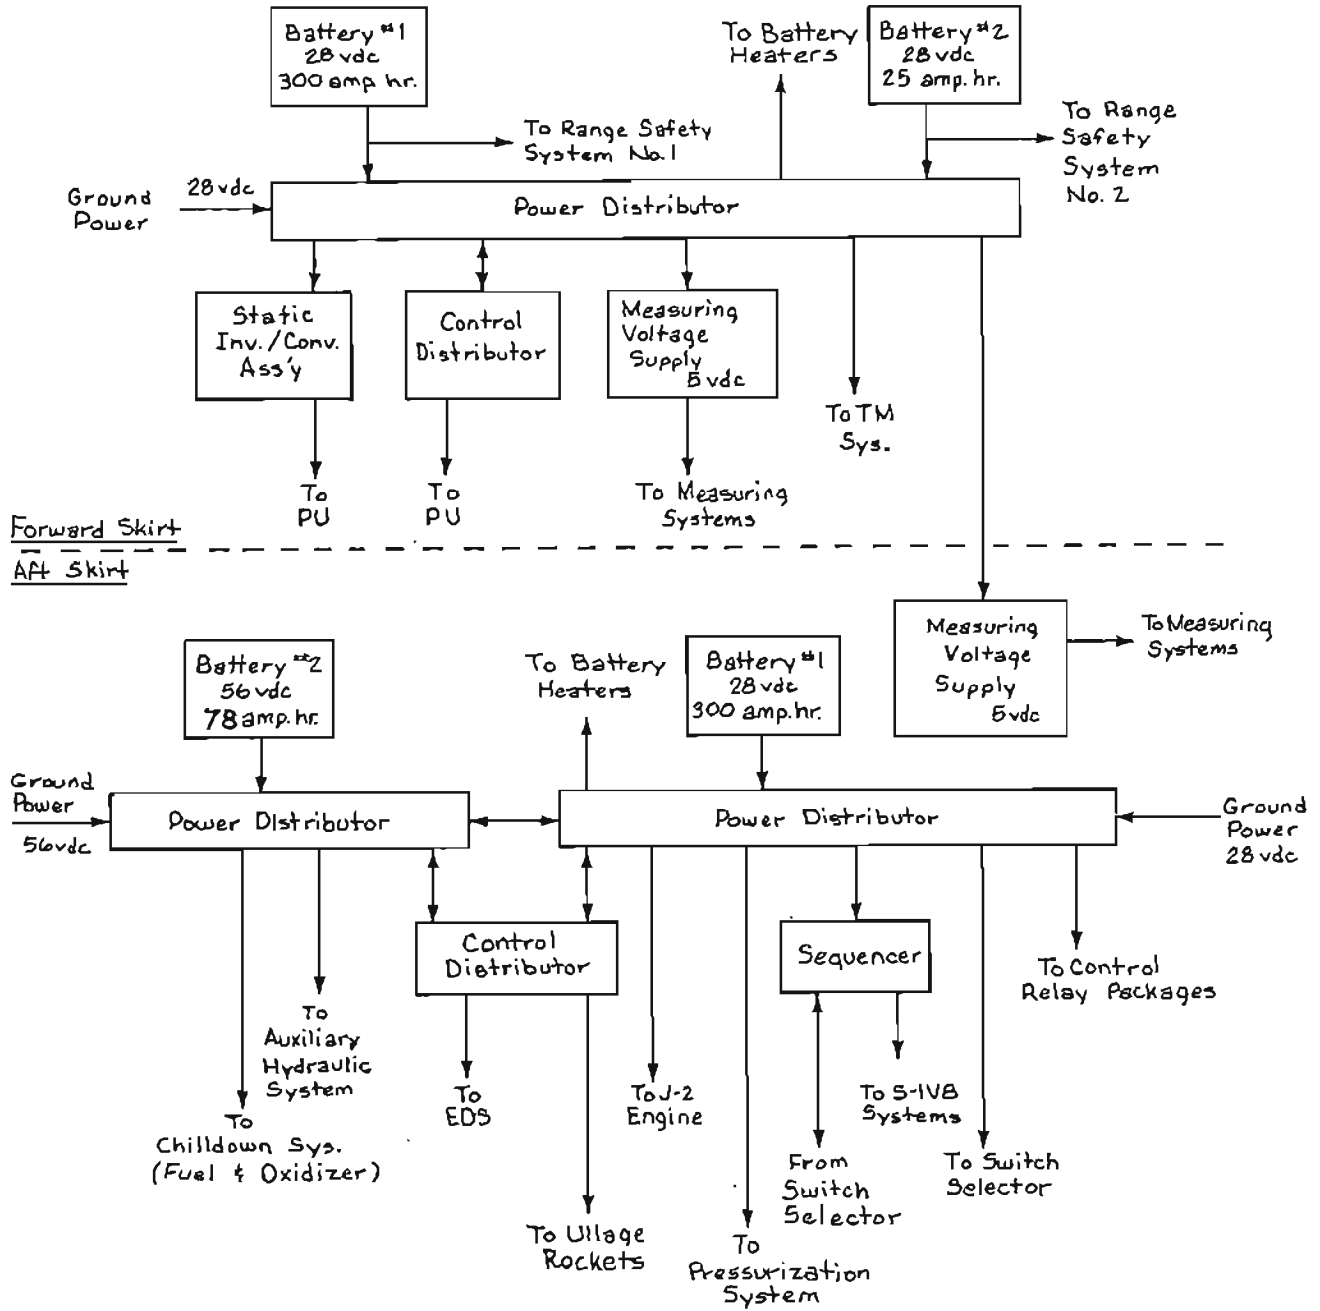 Battery #1
28 vdc
300 amp. hr.
To Battery
Heaters
Battery #2
28 vdc
25 amp. hr.
To Range Safety
System No.1
To Range
Safety
System
No. 2
Ground
Power
28 vdc
Power Distributor
Static
Inv./Conv.
Ass'y
Control
Distributor
Measuring
Voltage
Supply
5 vdc
To TM
Sys.
To
PU
To
PU
To Measuring
Systems
Forward Skirt
Aft Skirt
Measuring
Voltage
Supply
5 vdc
To Measuring
Systems
Battery #2
56 vdc
78 amp. hr.
To Battery
Heaters
Battery #1
28 vdc
300 amp. hr.
Ground
Power
56 vdc
Power Distributor
Power Distributor
Ground
Power
28 vdc
Control
Distributor
Sequencer
To Control
Relay Packages
To
Auxiliary
Hydraulic
System
To
Chilldown Sys.
(Fuel & Oxidizer)
To
EDS
To J-2
Engine
To S-IVB
Systems
From
Switch
Selector
To Switch
Selector
To Ullage
Rockets
To
Pressurization
System